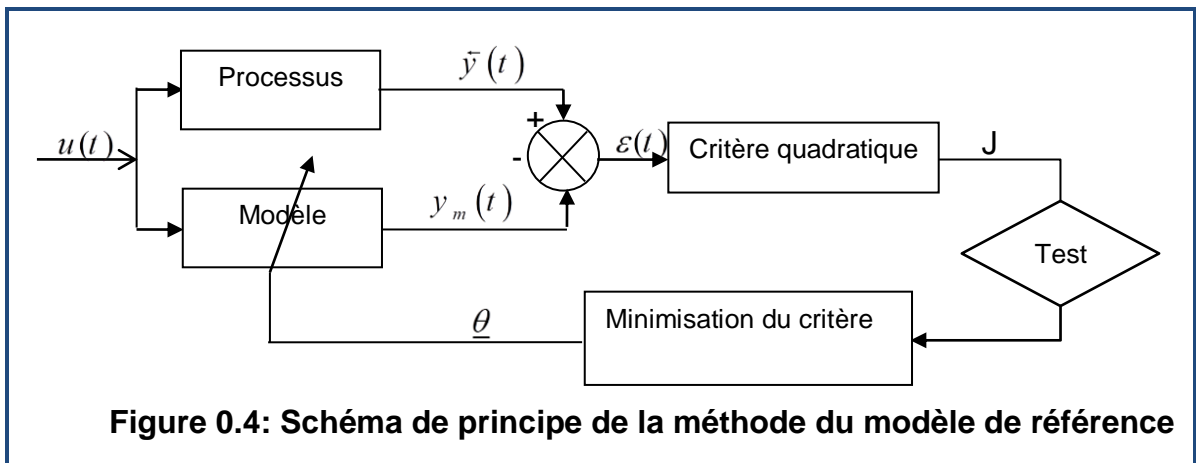 Processus
ȳ(t)
u(t)
+
-
ε(t)
Critère quadratique
J
Modèle
y_m(t)
Test
θ
Minimisation du critère
Figure 0.4: Schéma de principe de la méthode du modèle de référence